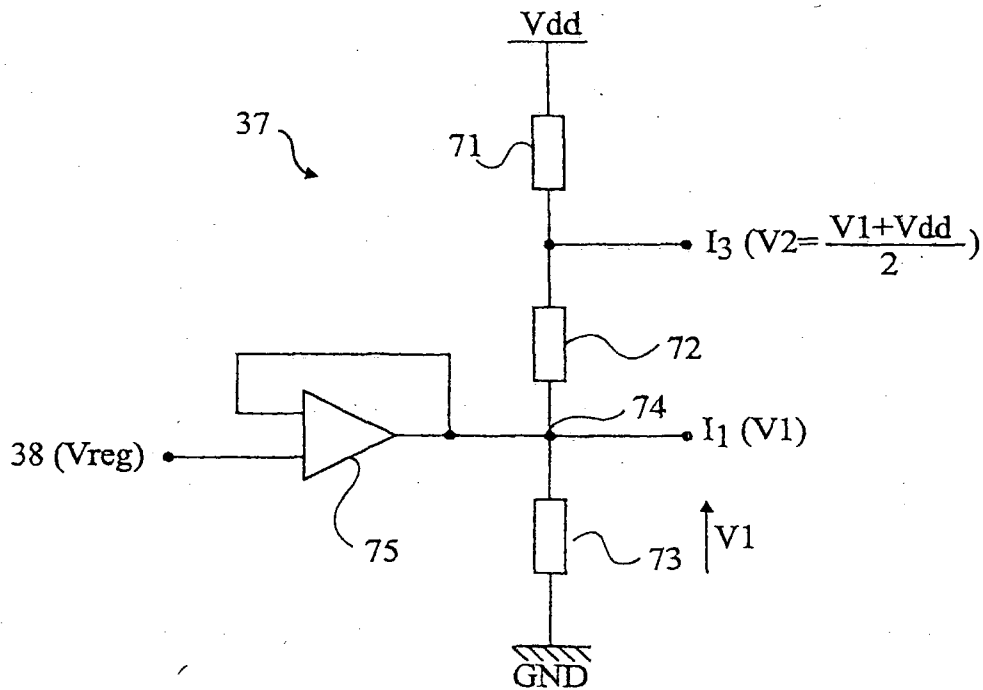 Vdd
37
71
I3 (V2= V1+Vdd / 2 )
72
74
I1 (V1)
38 (Vreg)
75
73
V1
GND